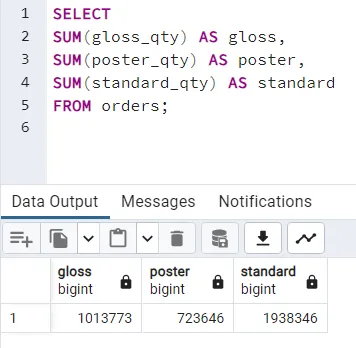 1 SELECT
2 SUM(gloss_qty) AS gloss,
3 SUM(poster_qty) AS poster,
4 SUM(standard_qty) AS standard
5 FROM orders;
6
Data Output Messages Notifications
gloss poster standard
bigint bigint bigint
1 1013773 723646 1938346